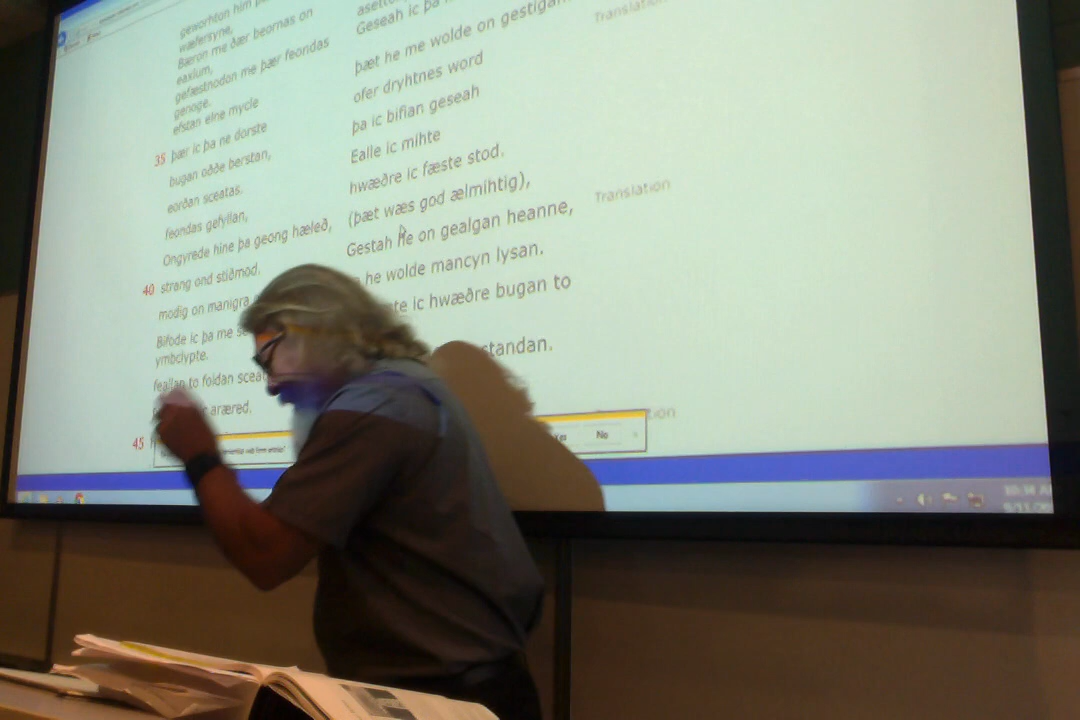 geworhton him
wæfersyne,
Bæron me ðær beornas on
eaxlum,
gefæstnodon me þær feondas
genoge.
efstan elne mycle
35 þær ic þa ne dorste
bugan oððe berstan,
eorðan sceatas.
feondas gefyllan,
Ongyrede hine þa geong hæleð,
40 strang ond stiðmod.
modig on manigra
Bifode ic þa me
ymbclypte.
feallan to foldan sceat
aræred.
45
Geseah ic þa
þæt he me wolde on gestigan
ofer dryhtnes word
þa ic bifian geseah
Ealle ic mihte
hwæðre ic fæste stod.
(þæt wæs god ælmihtig),
Gestah he on gealgan heanne,
he wolde mancyn lysan.
ic hwæðre bugan to
standan.
Translation
Translation
No